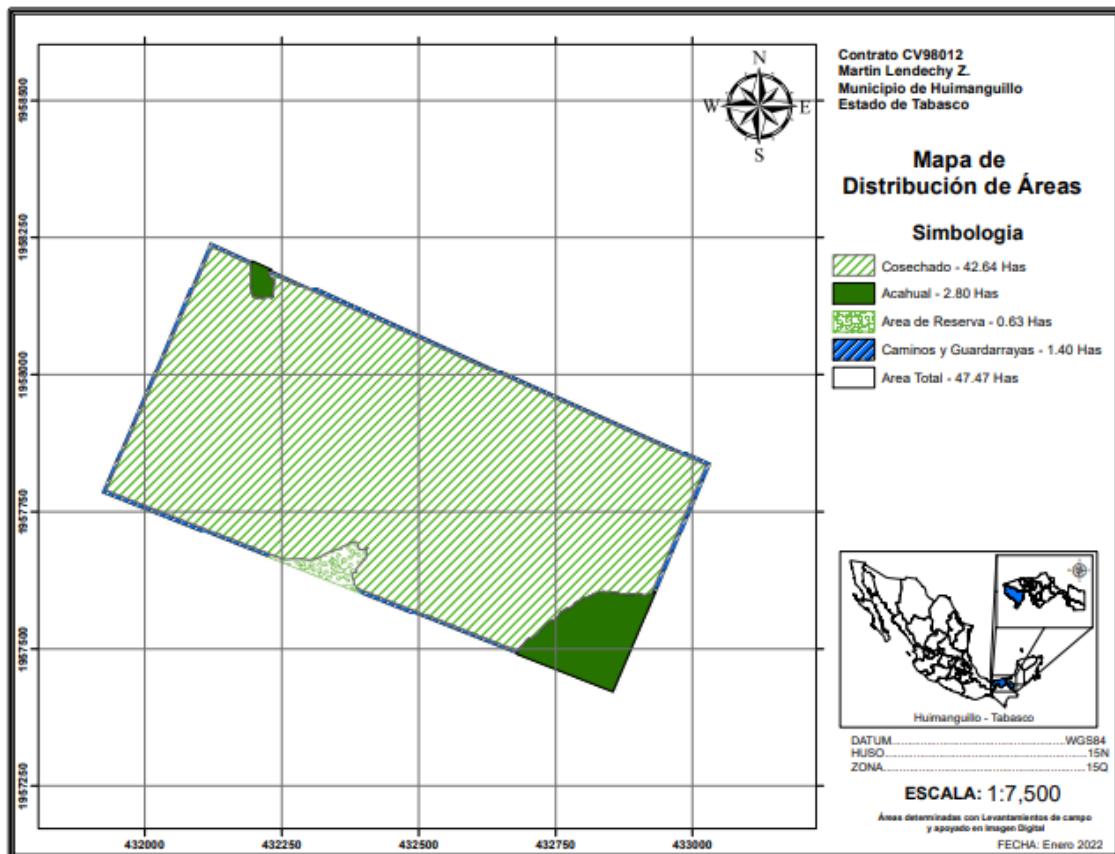 Contrato CV98012
Martin Lendechy Z.
Municipio de Huimanguillo
Estado de Tabasco
Mapa de
Distribución de Áreas
Simbologia
Cosechado - 42.64 Has
Acahual - 2.80 Has
Area de Reserva - 0.63 Has
Caminos y Guardarrayas - 1.40 Has
Area Total - 47.47 Has
N
W
E
S
1958500
1958250
1958000
1957750
1957500
1957250
432000
432250
432500
432750
433000
Huimanguillo - Tabasco
DATUM...WGS84
HUSO...15N
ZONA...15Q
ESCALA: 1:7,500
Áreas determinadas con Levantamientos de campo
y apoyado en Imagen Digital
FECHA: Enero 2022